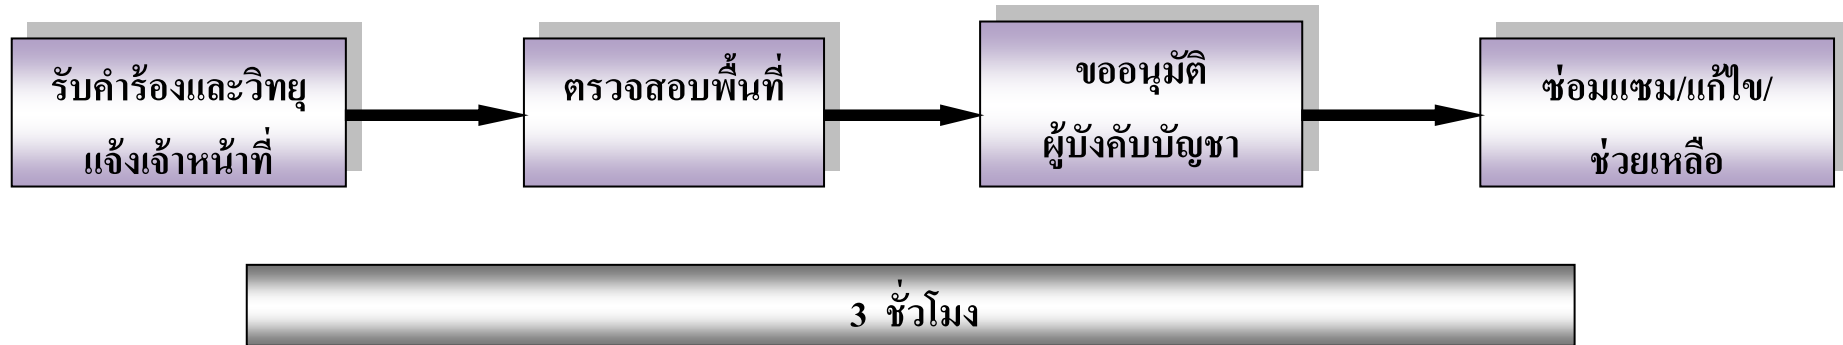 รับคำร้องและวิทยุ
แจ้งเจ้าหน้าที่
ตรวจสอบพื้นที่
ขออนุมัติ
ผู้บังคับบัญชา
ซ่อมแซม/แก้ไข/
ช่วยเหลือ
3 ชั่วโมง